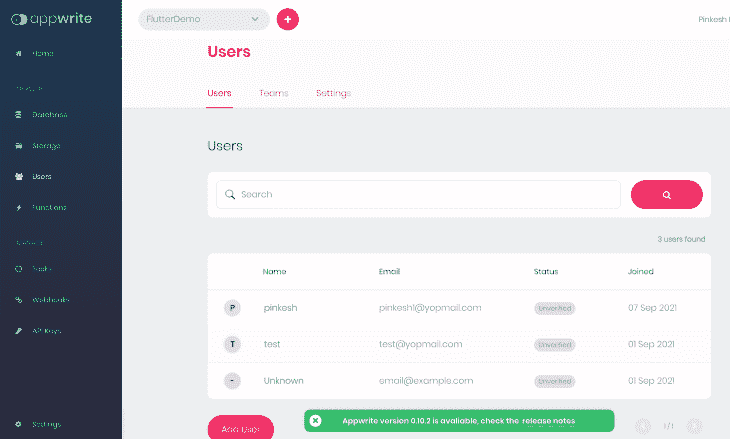 appwrite
FlutterDemo
Pinkesh
Home
Database
Storage
Users
Functions
Tasks
Webhooks
API Keys
Settings
Users
Users Teams Settings
Users
Search
3 users found
Name Email Status Joined
P pinkesh pinkesh1@yopmail.com Unverified 07 Sep 2021
T test test@yopmail.com Unverified 01 Sep 2021
- Unknown email@example.com Unverified 01 Sep 2021
Add User
Appwrite version 0.10.2 is available, check the release notes
1 / 1